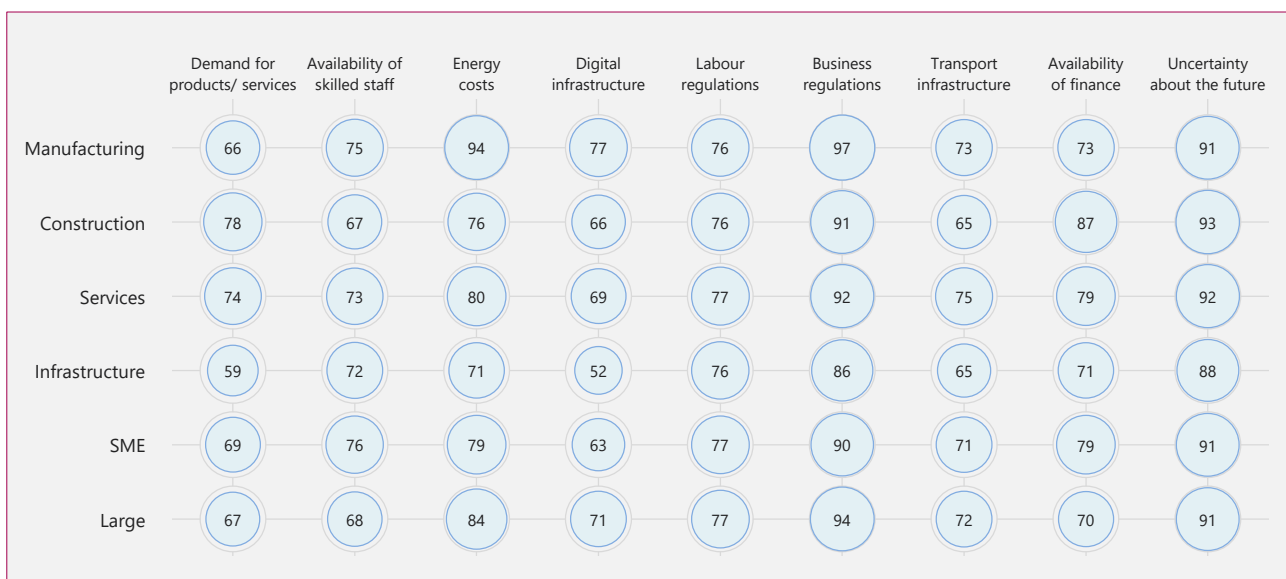 Demand for Availability of Energy Digital Labour Business Transport Availability Uncertainty
products/ services skilled staff costs infrastructure regulations regulations infrastructure of finance about the future
Manufacturing 66 75 94 77 76 97 73 73 91
Construction 78 67 76 66 76 91 65 87 93
Services 74 73 80 69 77 92 75 79 92
Infrastructure 59 72 71 52 76 86 65 71 88
SME 69 76 79 63 77 90 71 79 91
Large 67 68 84 71 77 94 72 70 91